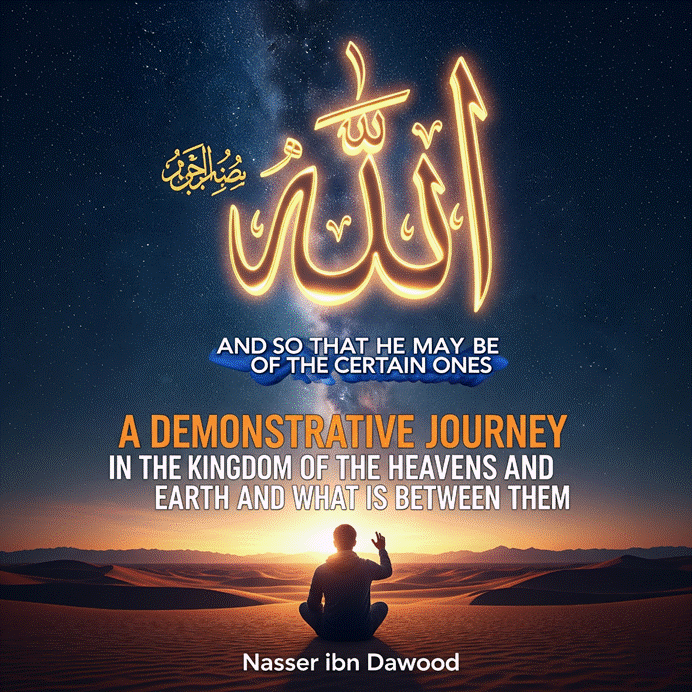 الله
AND SO THAT HE MAY BE
OF THE CERTAIN ONES
A DEMONSTRATIVE JOURNEY
IN THE KINGDOM OF THE HEAVENS AND
EARTH AND WHAT IS BETWEEN THEM
Nasser ibn Dawood